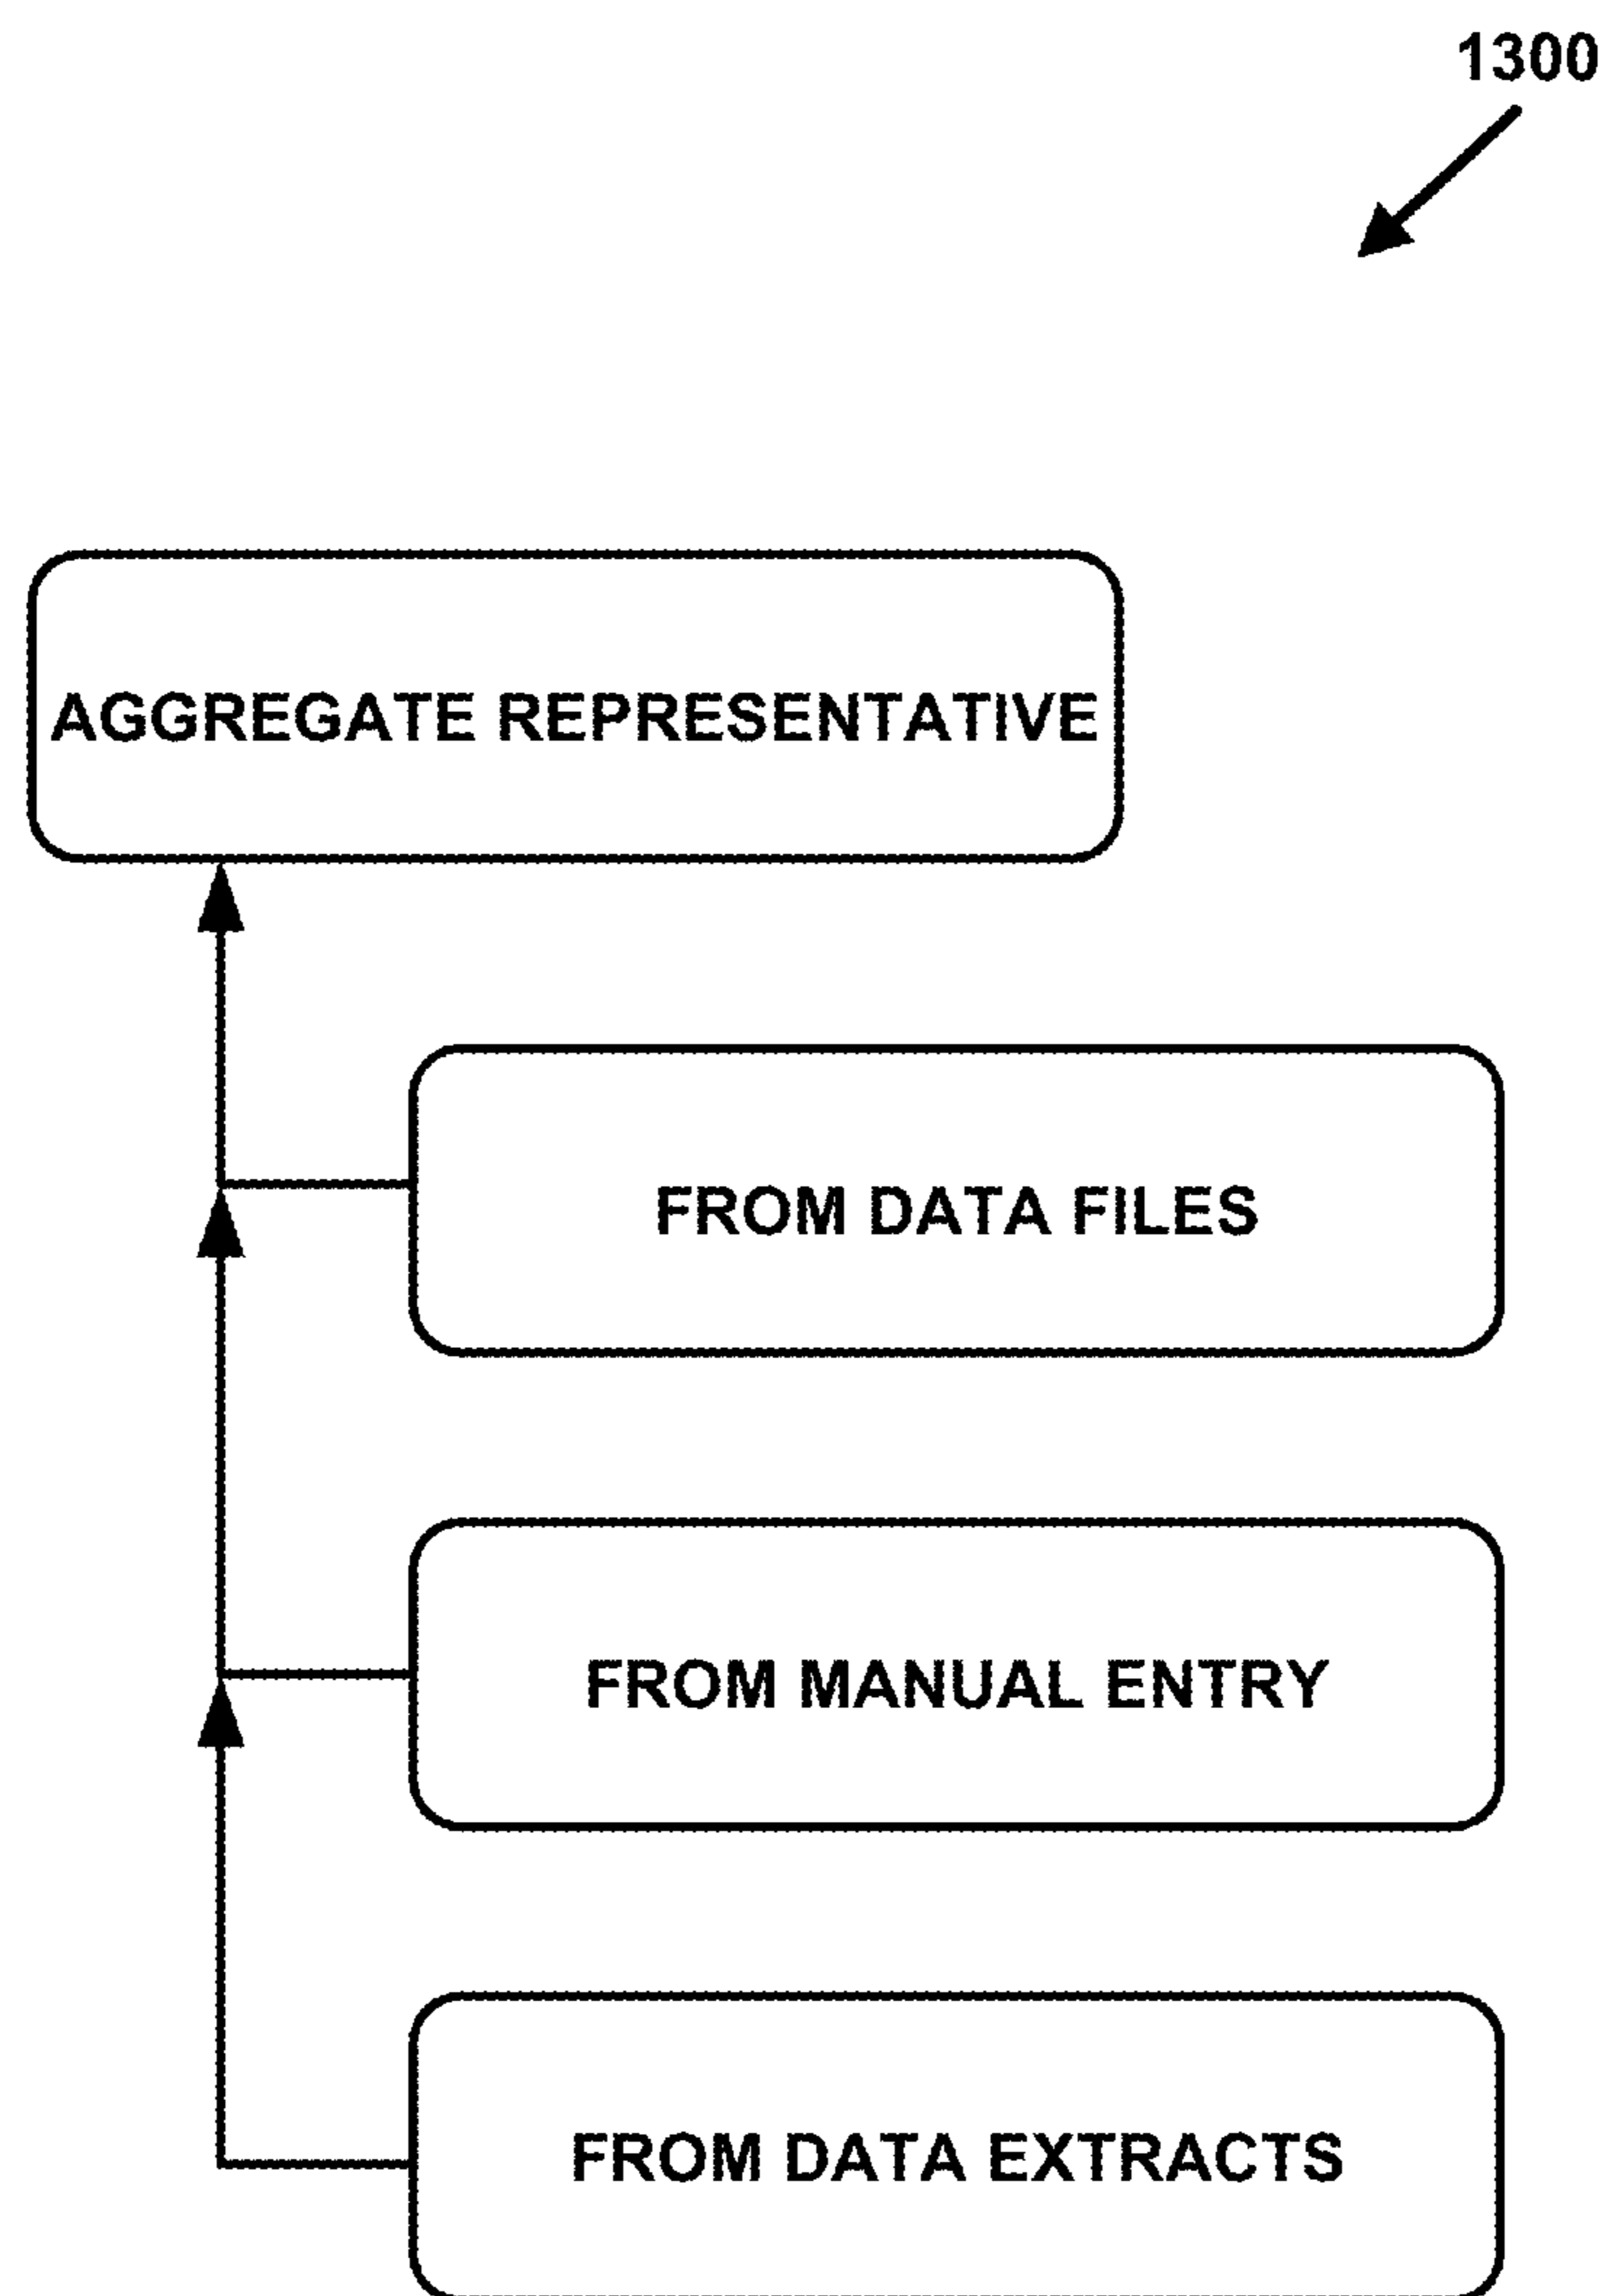 1300
AGGREGATE REPRESENTATIVE
FROM DATA FILES
FROM MANUAL ENTRY
FROM DATA EXTRACTS